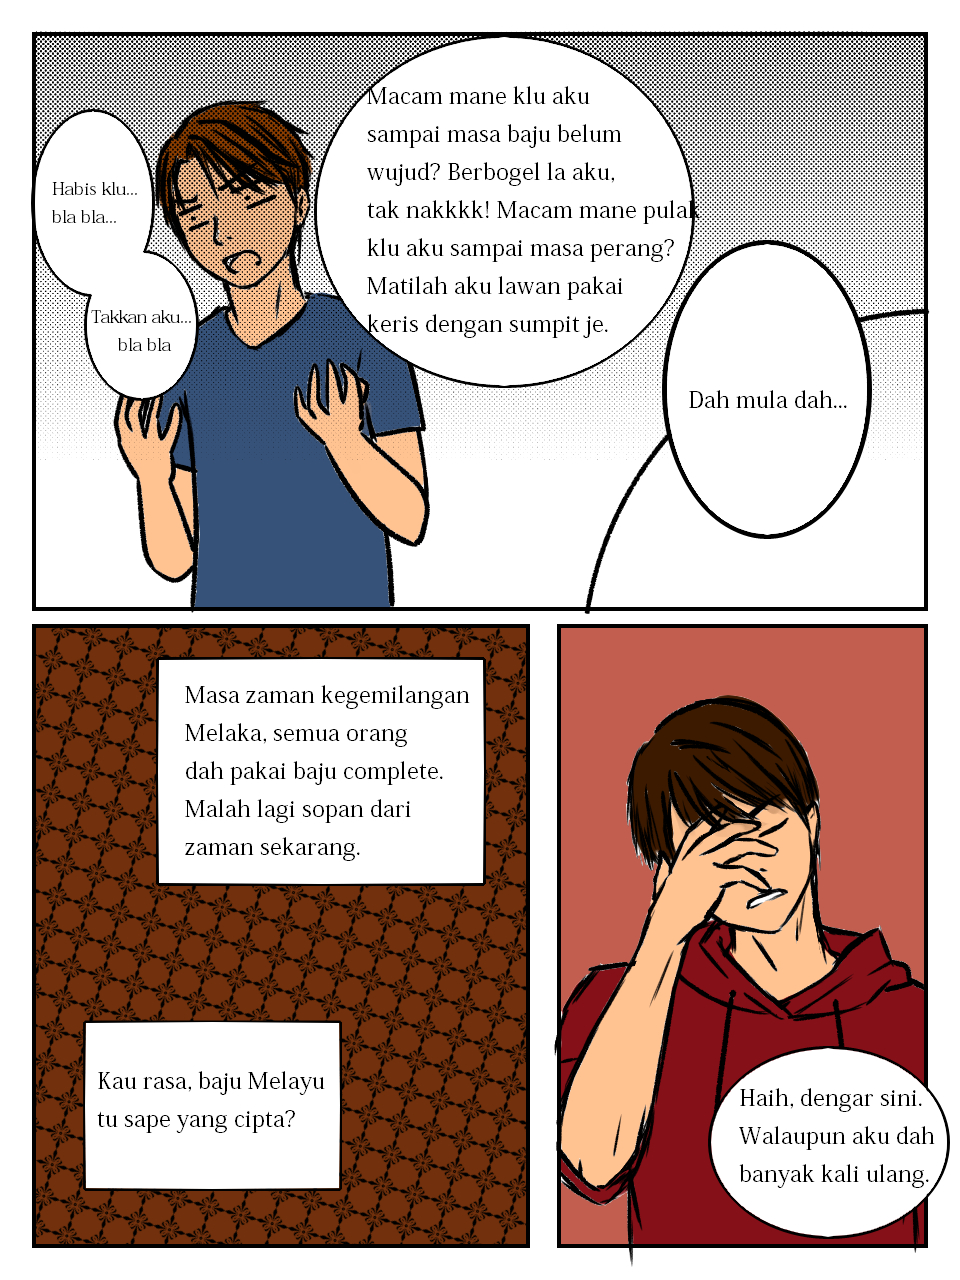 Habis klu...
bla bla...
Takkan aku...
bla bla
Macam mane klu aku
sampai masa baju belum
wujud? Berbogel la aku,
tak nakkkk! Macam mane pulak
klu aku sampai masa perang?
Matilah aku lawan pakai
keris dengan sumpit je.
Dah mula dah...
Masa zaman kegemilangan
Melaka, semua orang
dah pakai baju complete.
Malah lagi sopan dari
zaman sekarang.
Kau rasa, baju Melayu
tu sape yang cipta?
Haih, dengar sini.
Walaupun aku dah
banyak kali ulang.